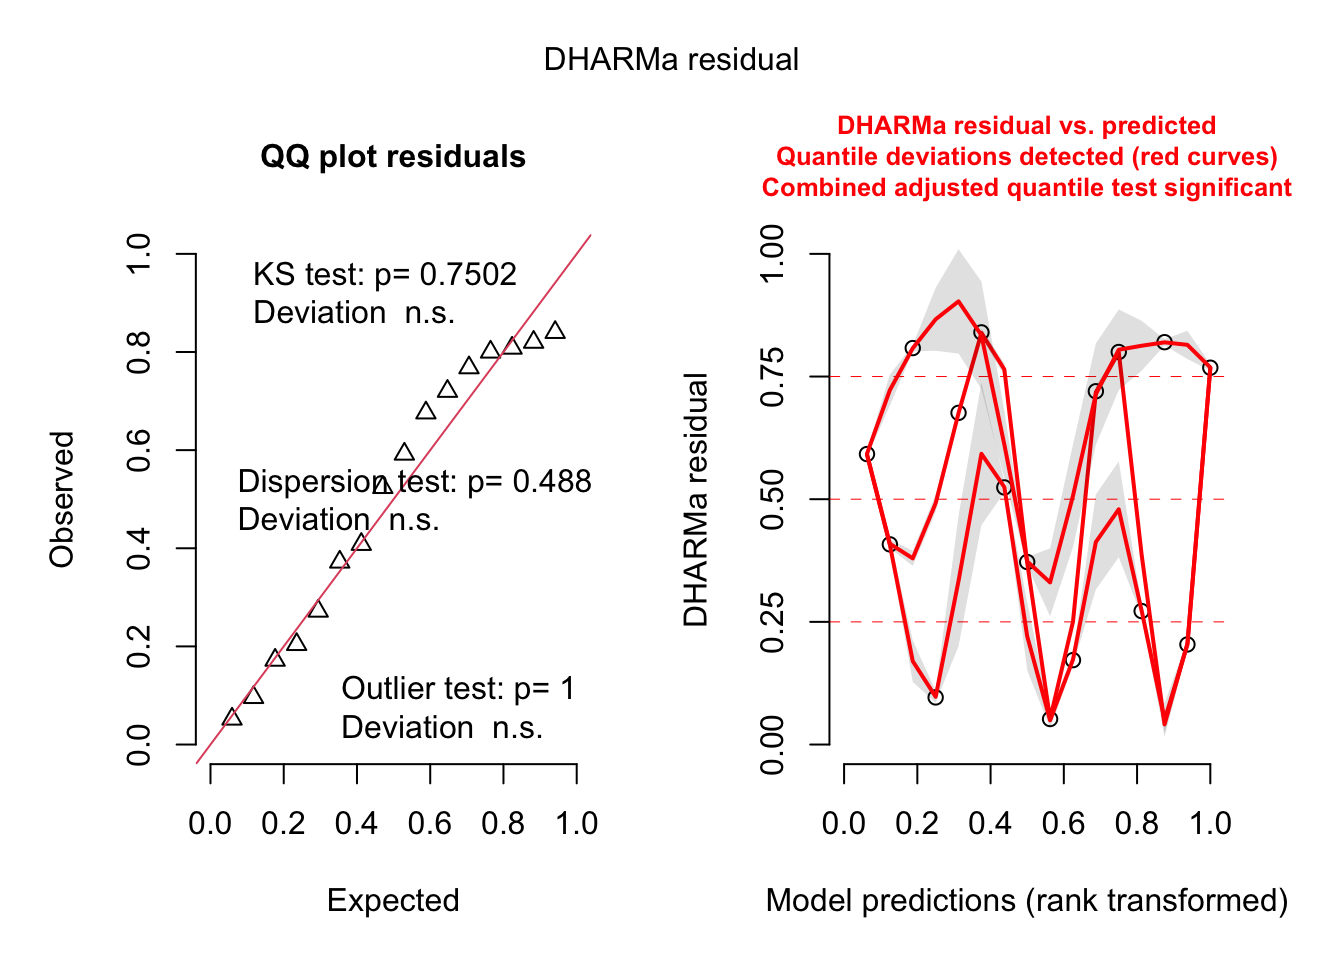 DHARMa residual
QQ plot residuals
KS test: p= 0.7502
Deviation  n.s.
Dispersion test: p= 0.488
Deviation  n.s.
Outlier test: p= 1
Deviation  n.s.
Observed
0.0 0.2 0.4 0.6 0.8 1.0
0.0 0.2 0.4 0.6 0.8 1.0
Expected
DHARMa residual vs. predicted
Quantile deviations detected (red curves)
Combined adjusted quantile test significant
DHARMa residual
0.00 0.25 0.50 0.75 1.00
0.0 0.2 0.4 0.6 0.8 1.0
Model predictions (rank transformed)